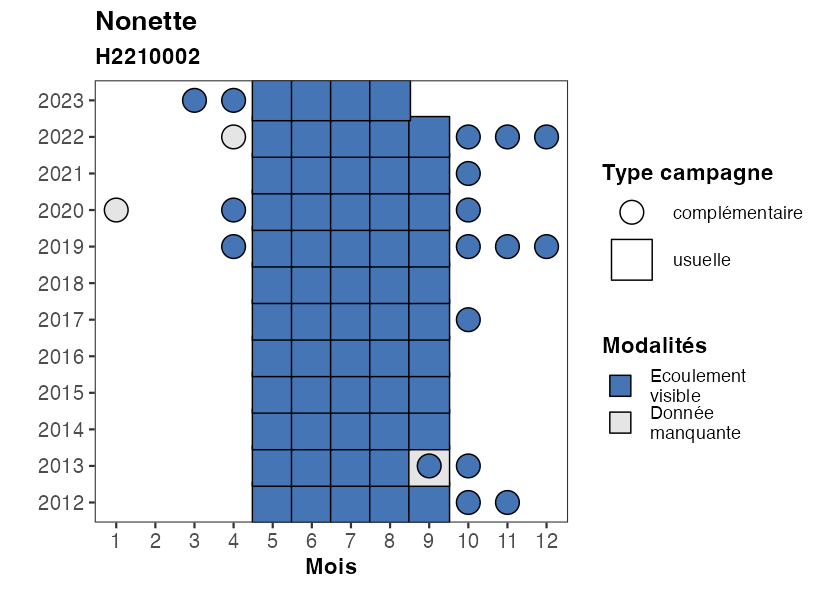 Nonette
H2210002
2023
2022
2021
2020
2019
2018
2017
2016
2015
2014
2013
2012
1 2 3 4 5 6 7 8 9 10 11 12
Mois
Type campagne
complémentaire
usuelle
Modalités
Ecoulement
visible
Donnée
manquante